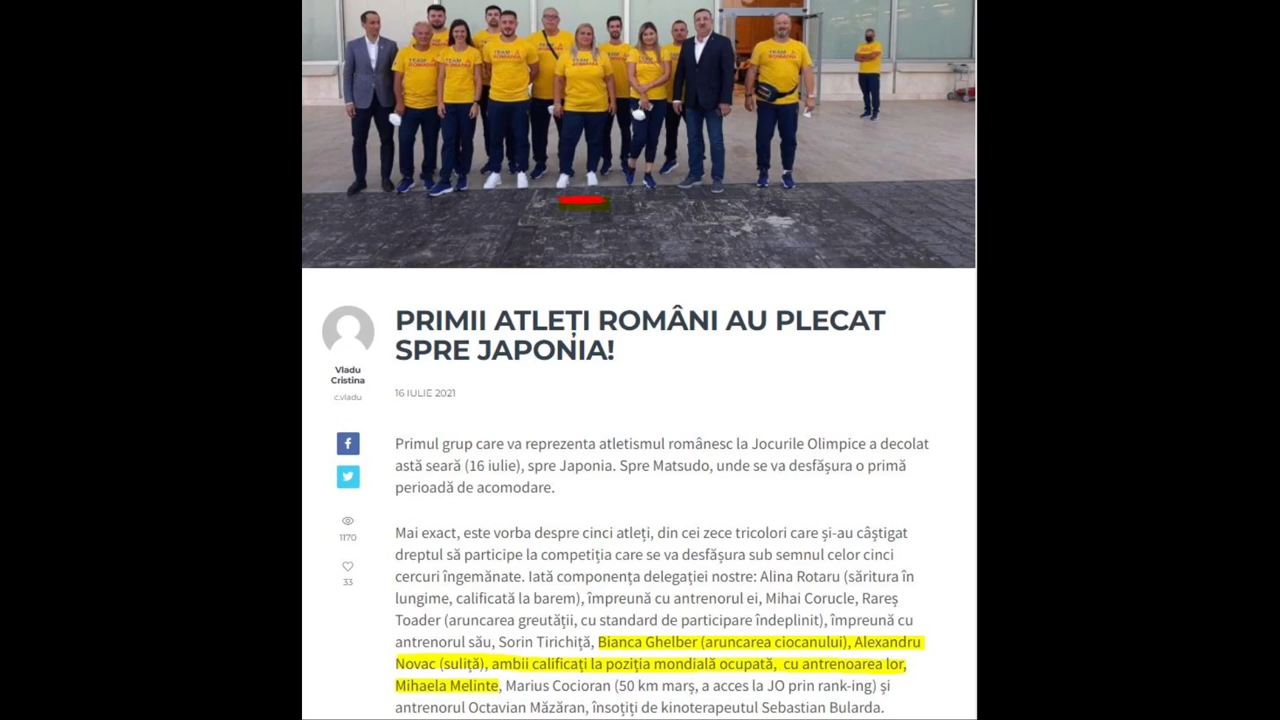 TEAM
ROMANIA
PRIMII ATLEȚI ROMÂNI AU PLECAT
SPRE JAPONIA!
Vladu
Cristina
c.vladu
16 IULIE 2021
Primul grup care va reprezenta atletismul românesc la Jocurile Olimpice a decolat
astă seară (16 iulie), spre Japonia. Spre Matsudo, unde se va desfășura o primă
perioadă de acomodare.
1170
33
Mai exact, este vorba despre cinci atleți, din cei zece tricolori care și-au câștigat
dreptul să participe la competiția care se va desfășura sub semnul celor cinci
cercuri îngemănate. Iată componența delegației nostre: Alina Rotaru (săritura în
lungime, calificată la barem), împreună cu antrenorul ei, Mihai Corucle, Rareș
Toader (aruncarea greutății, cu standard de participare îndeplinit), împreună cu
antrenorul său, Sorin Tirichiță, Bianca Ghelber (aruncarea ciocanului), Alexandru
Novac (suliță), ambii calificați la poziția mondială ocupată, cu antrenoarea lor,
Mihaela Melinte, Marius Cocioran (50 km marș, a acces la JO prin rank-ing) și
antrenorul Octavian Măzăran, însoțiți de kinoterapeutul Sebastian Bularda.